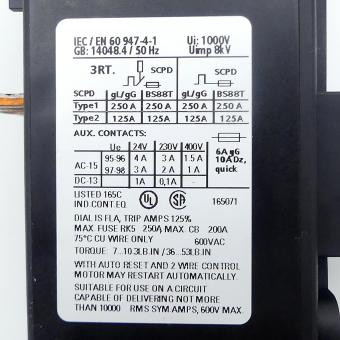 IEC / EN 60 947-4-1 Ui; 1000V
GB: 14048.4 / 50 Hz Uimp 8kV
3RT. SCPD SCPD
SCPD gL/gG BS88T gL/gG BS88T
Type1 250 A 250 A 250 A 250 A
Type2 125A 125A 125 A 125 A
AUX. CONTACTS:
Ue 24V 230V 400V
AC-15 95-96 4 A 3 A 1.5 A 6A gG
97-98 3 A 2 A 1 A 10A Dz,
DC-13 1A 0,1A - quick
LISTED 165C UL SA 165071
IND.CONT.EQ.
DIAL IS FLA, TRIP AMPS 125%
MAX. FUSE RK5 250A, MAX. CB 200A
75°C CU WIRE ONLY 600VAC
TORQUE: 7...10.3LB.IN /36...53LB.IN
WITH AUTO RESET AND 2 WIRE CONTROL
MOTOR MAY RESTART AUTOMATICALLY
SUITABLE FOR USE ON A CIRCUIT
CAPABLE OF DELIVERING NOT MORE
THAN 10000 RMS SYM AMPS, 600V MAX.